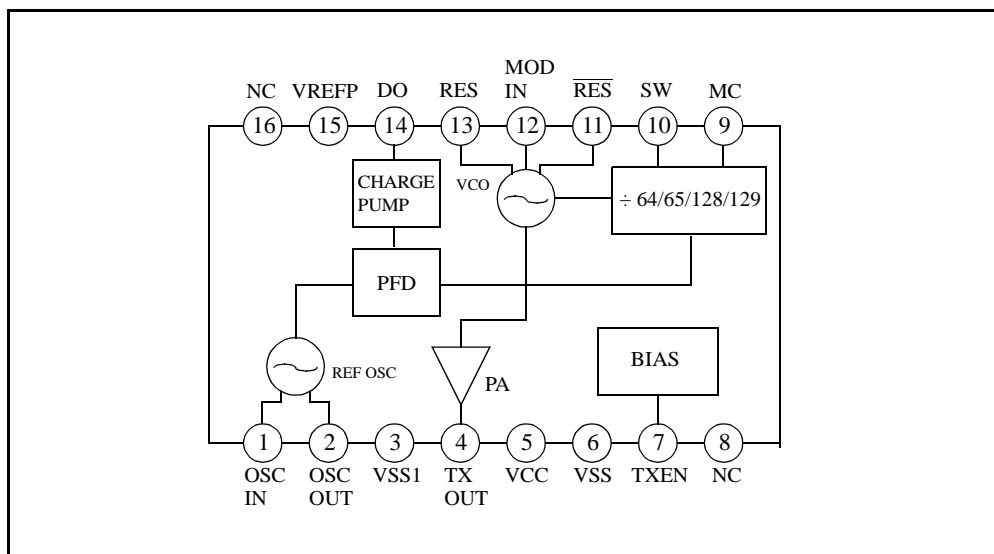 NC VREFP DO RES MOD IN R̅E̅S̅ SW MC
16 15 14 13 12 11 10 9
CHARGE PUMP
VCO
÷ 64/65/128/129
PFD
REF OSC
PA
BIAS
1 2 3 4 5 6 7 8
OSC IN OSC OUT VSS1 TX OUT VCC VSS TXEN NC